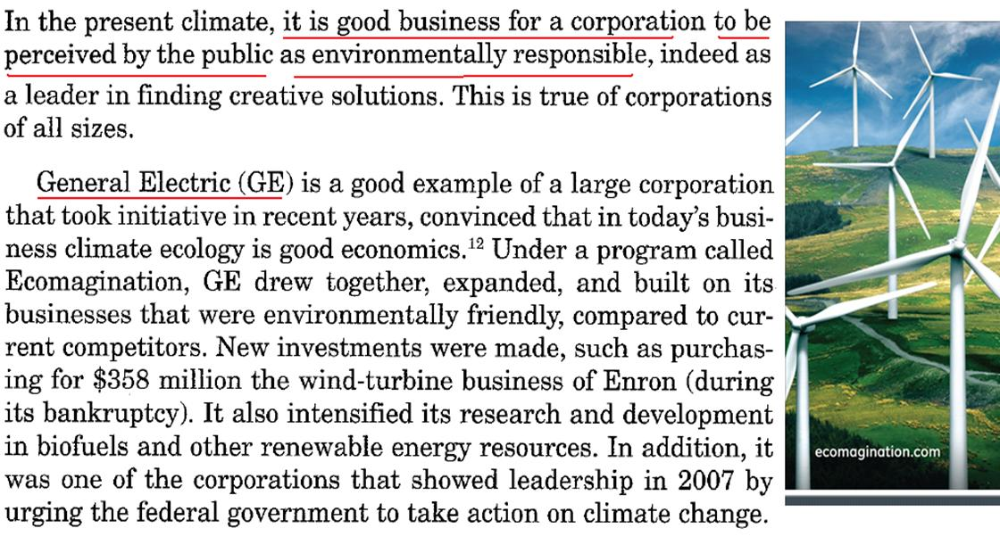 In the present climate, it is good business for a corporation to be
perceived by the public as environmentally responsible, indeed as
a leader in finding creative solutions. This is true of corporations
of all sizes.
General Electric (GE) is a good example of a large corporation
that took initiative in recent years, convinced that in today's busi-
ness climate ecology is good economics.¹² Under a program called
Ecomagination, GE drew together, expanded, and built on its
businesses that were environmentally friendly, compared to cur-
rent competitors. New investments were made, such as purchas-
ing for $358 million the wind-turbine business of Enron (during
its bankruptcy). It also intensified its research and development
in biofuels and other renewable energy resources. In addition, it
was one of the corporations that showed leadership in 2007 by
urging the federal government to take action on climate change.
ecomagination.com